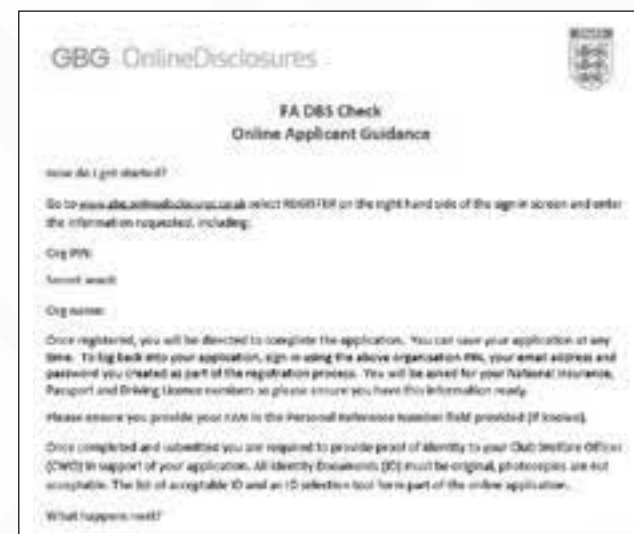 GBG OnlineDisclosures
FA DBS Check
Online Applicant Guidance
How do I get started?
Go to select REGISTER on the right hand side of the sign in screen and enter
the information requested, including:
Org PIN:
Secret word:
Org name:
Once registered, you will be directed to complete the application. You can save your application at any
time. To log back into your application, sign in using the above organisation PIN, your email address and
password you created as part of the registration process. You will be asked for your National Insurance,
Passport and Driving Licence numbers so please ensure you have this information ready.
Please ensure you provide your FAN in the Personal Reference Number field provided (if known).
Once completed and submitted you are required to provide proof of identity to your Club Welfare Officer
(CWO) in support of your application. All Identity Documents (ID) must be original, photocopies are not
acceptable. The list of acceptable ID and an ID selection tool form part of the online application.
What happens next?